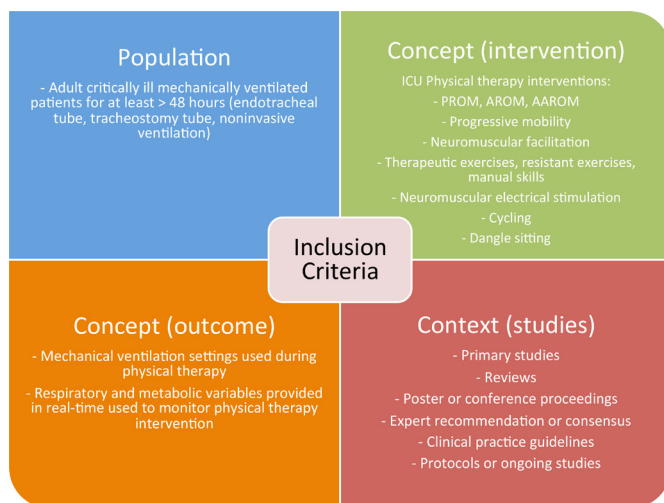 Population
- Adult critically ill mechanically ventilated
patients for at least > 48 hours (endotracheal
tube, tracheostomy tube, noninvasive
ventilation)
Concept (intervention)
ICU Physical therapy interventions:
- PROM, AROM, AAROM
- Progressive mobility
- Neuromuscular facilitation
- Therapeutic exercises, resistant exercises,
manual skills
- Neuromuscular electrical stimulation
- Cycling
- Dangle sitting
Inclusion
Criteria
Concept (outcome)
- Mechanical ventilation settings used during
physical therapy
- Respiratory and metabolic variables provided
in real-time used to monitor physical therapy
intervention
Context (studies)
- Primary studies
- Reviews
- Poster or conference proceedings
- Expert recommendation or consensus
- Clinical practice guidelines
- Protocols or ongoing studies